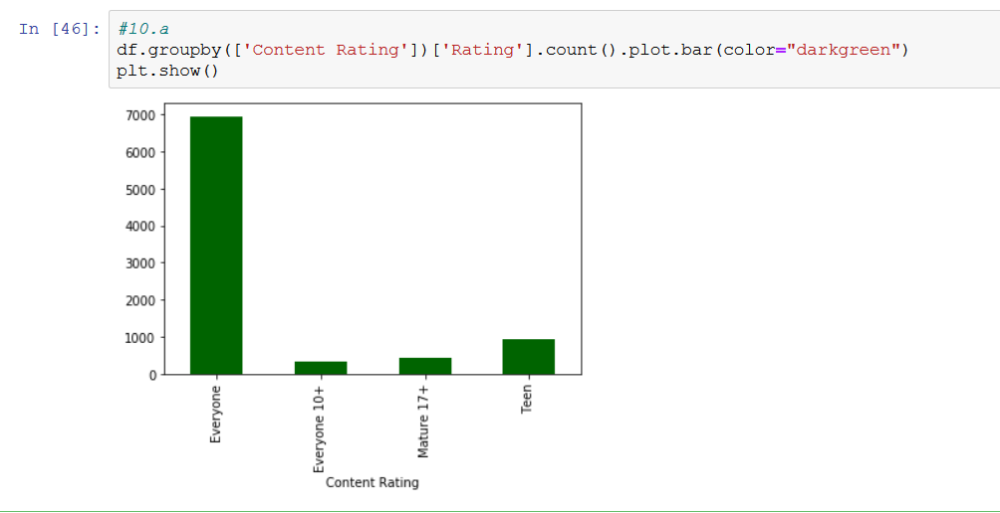 In [46]: #10.a
df.groupby(['Content Rating'])['Rating'].count().plot.bar(color="darkgreen")
plt.show()
7000
6000
5000
4000
3000
2000
1000
0
Everyone
Everyone 10+
Mature 17+
Teen
Content Rating